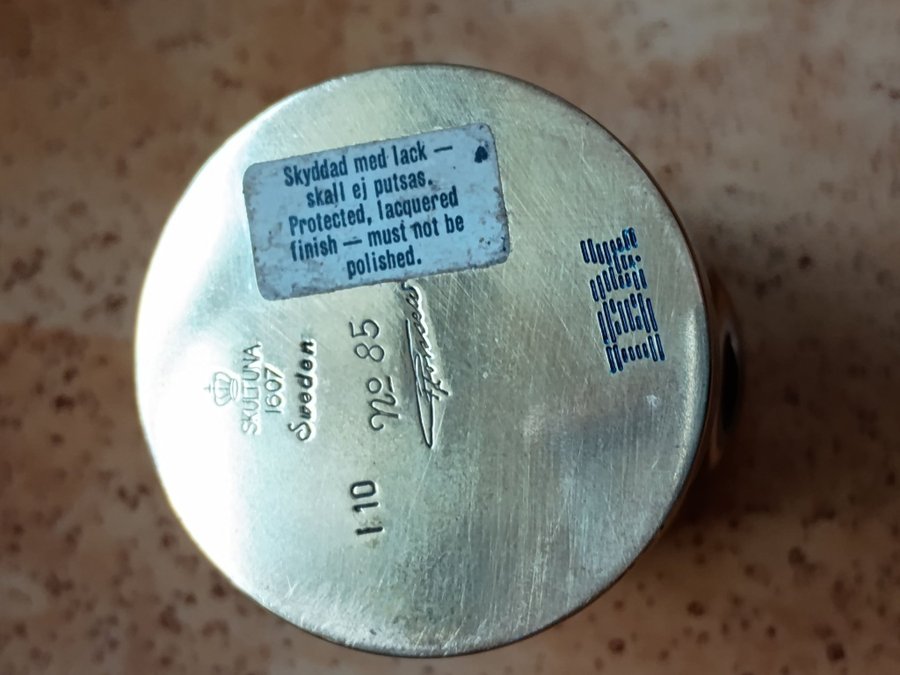 Skyddad med lack —
skall ej putsas.
Protected, lacquered
finish — must not be
polished.
SKULTUNA
1607
Sweden
№ 85
1:10
IBM